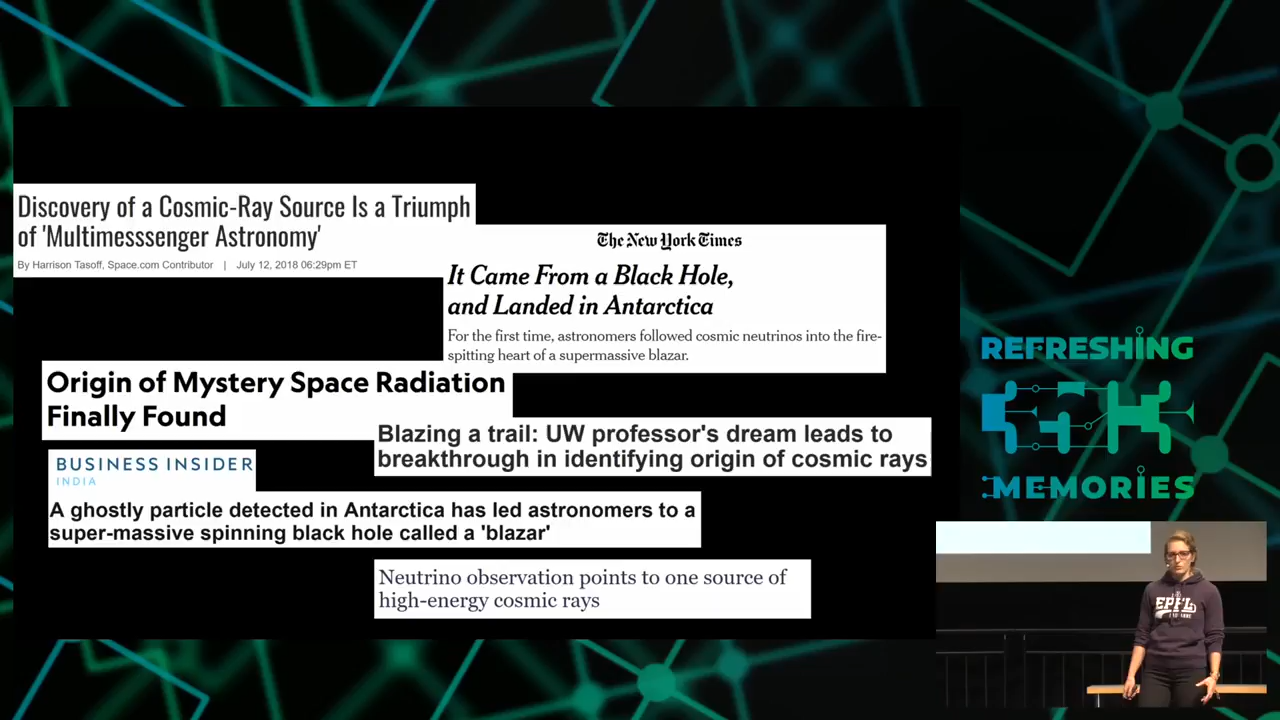 Discovery of a Cosmic-Ray Source Is a Triumph
of 'Multimesssenger Astronomy'
By Harrison Tasoff, Space.com Contributor | July 12, 2018 06:29pm ET
The New York Times
It Came From a Black Hole,
and Landed in Antarctica
For the first time, astronomers followed cosmic neutrinos into the fire-
spitting heart of a supermassive blazar.
Origin of Mystery Space Radiation
Finally Found
Blazing a trail: UW professor's dream leads to
breakthrough in identifying origin of cosmic rays
BUSINESS INSIDER
INDIA
A ghostly particle detected in Antarctica has led astronomers to a
super-massive spinning black hole called a 'blazar'
Neutrino observation points to one source of
high-energy cosmic rays
REFRESHING
35C3
MEMORIES
EPFL